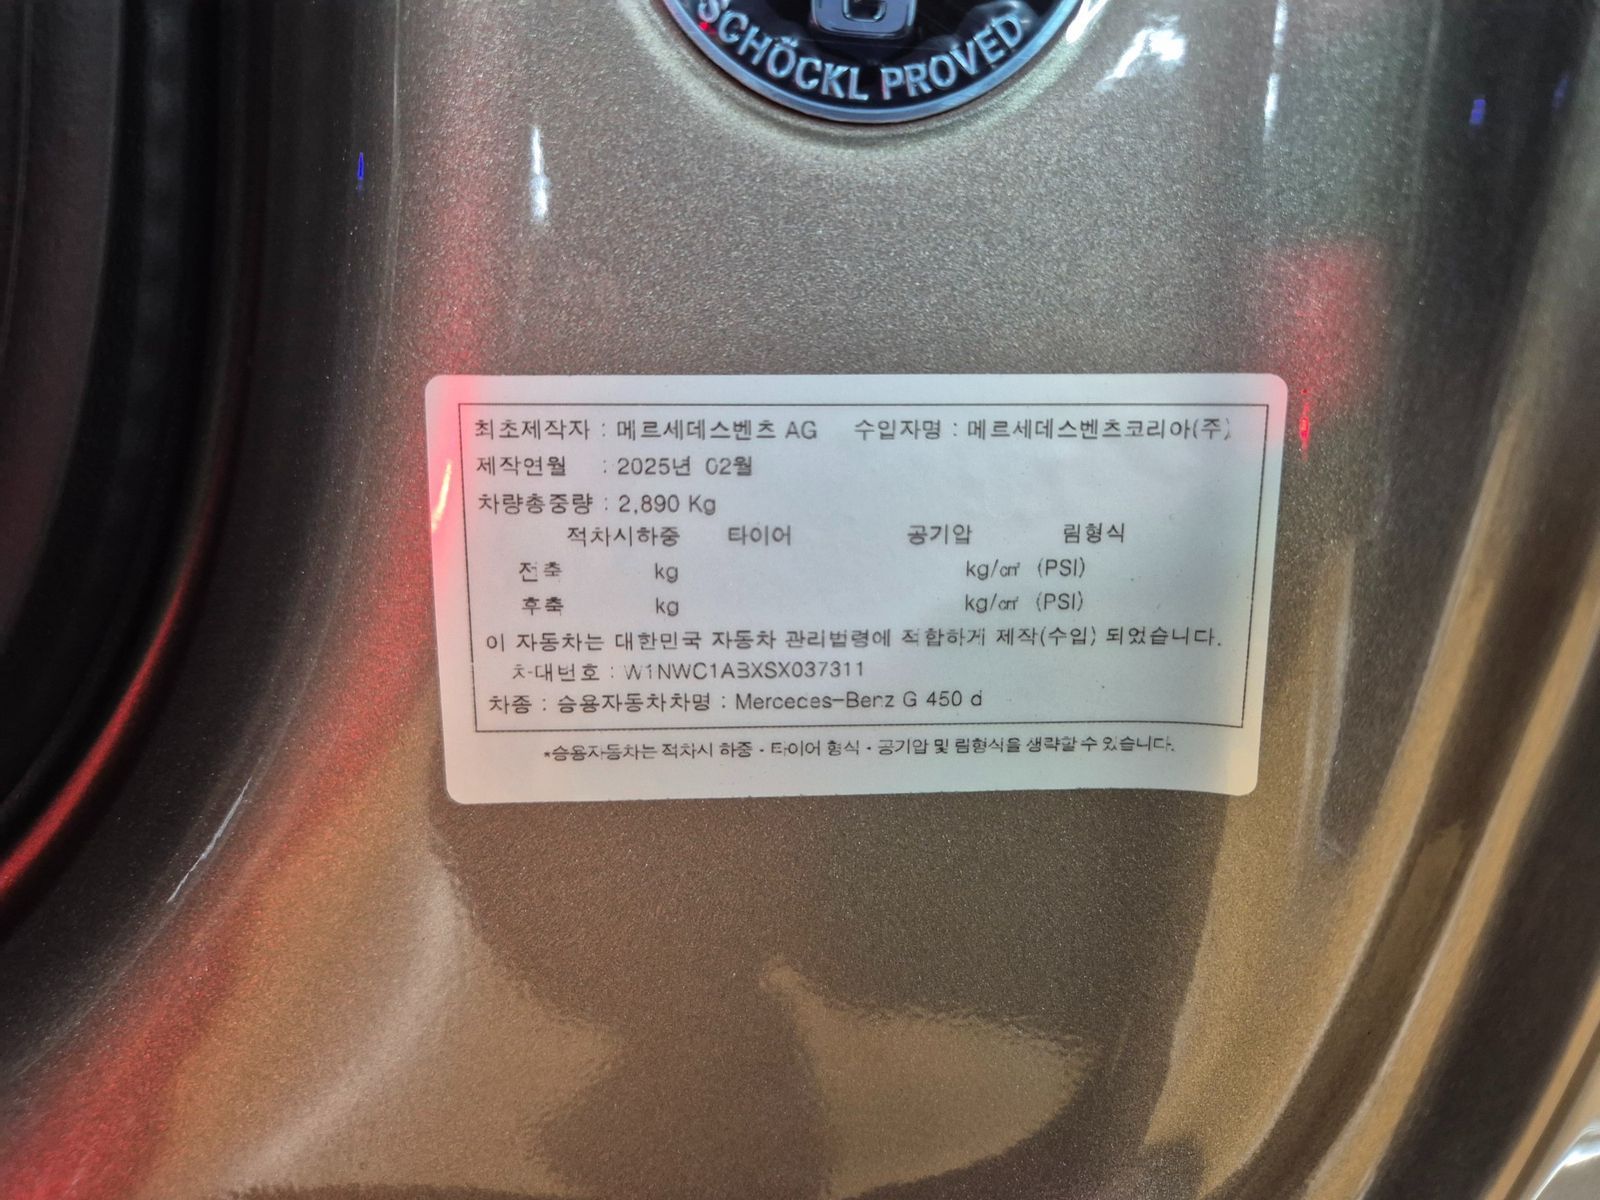 G
SCHÖCKL PROVED
최초제작자 : 메르세데스벤츠 AG 수입자명 : 메르세데스벤츠코리아(주)
제작연월 : 2025년 02월
차량총중량 : 2,890 Kg
적차시하중 타이어 공기압 림형식
전축 kg kg/㎠ (PSI)
후축 kg kg/㎠ (PSI)
이 자동차는 대한민국 자동차 관리법령에 적합하게 제작(수입) 되었습니다.
차대번호 : W1NWC1ABXSX037311
차종 : 승용자동차차명 : Mercedes-Benz G 450 d
*승용자동차는 적차시 하중 - 타이어 형식 - 공기압 및 림형식을 생략할 수 있습니다.